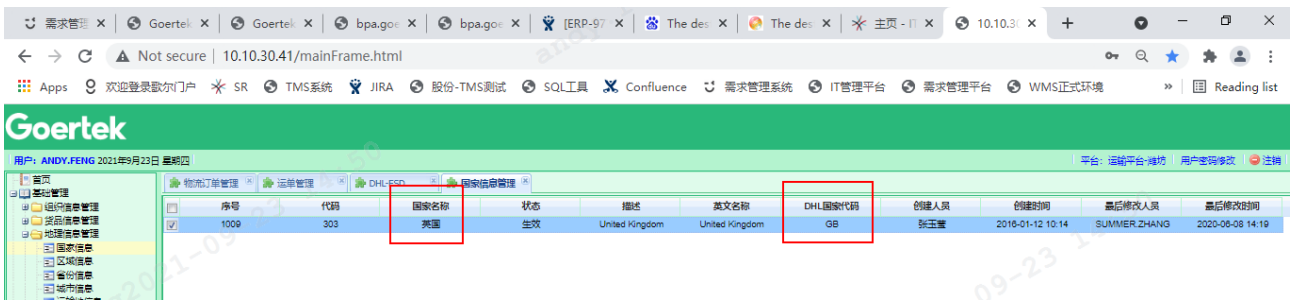 需求管理 Goertek Goertek bpa.goe bpa.goe [ERP-97 The des The des 主页 - IT 10.10.30
Not secure 10.10.30.41/mainFrame.html
Apps 欢迎登录歌尔门户 SR TMS系统 JIRA 股份-TMS测试 SQL工具 Confluence 需求管理系统 IT管理平台 需求管理平台 WMS正式环境 » Reading list
Goertek
用户: ANDY.FENG 2021年9月23日 星期四 平台: 运输平台-潍坊 用户密码修改 注销
首页
基础管理
组织信息管理
货品信息管理
地理信息管理
国家信息
区域信息
省份信息
城市信息
物流订单管理 运单管理 DHL-ESD 国家信息管理
序号 代码 国家名称 状态 描述 英文名称 DHL国家代码 创建人员 创建时间 最后修改人员 最后修改时间
1009 303 英国 生效 United Kingdom United Kingdom GB 张玉莹 2016-01-12 10:14 SUMMER.ZHANG 2020-06-08 14:19